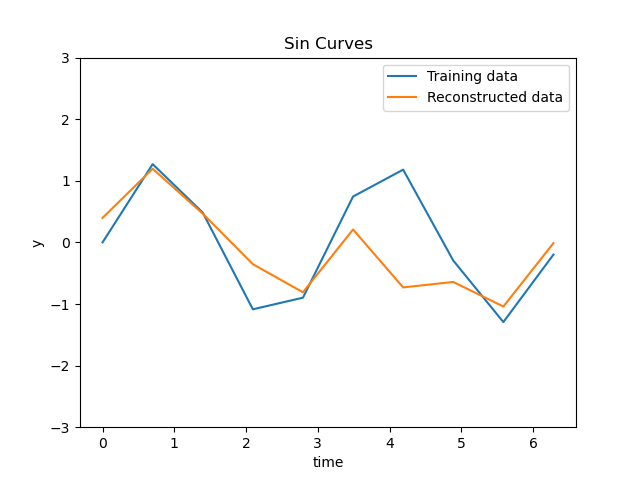 Sin Curves
Training data
Reconstructed data
3
2
1
0
−1
−2
−3
y
0 1 2 3 4 5 6
time